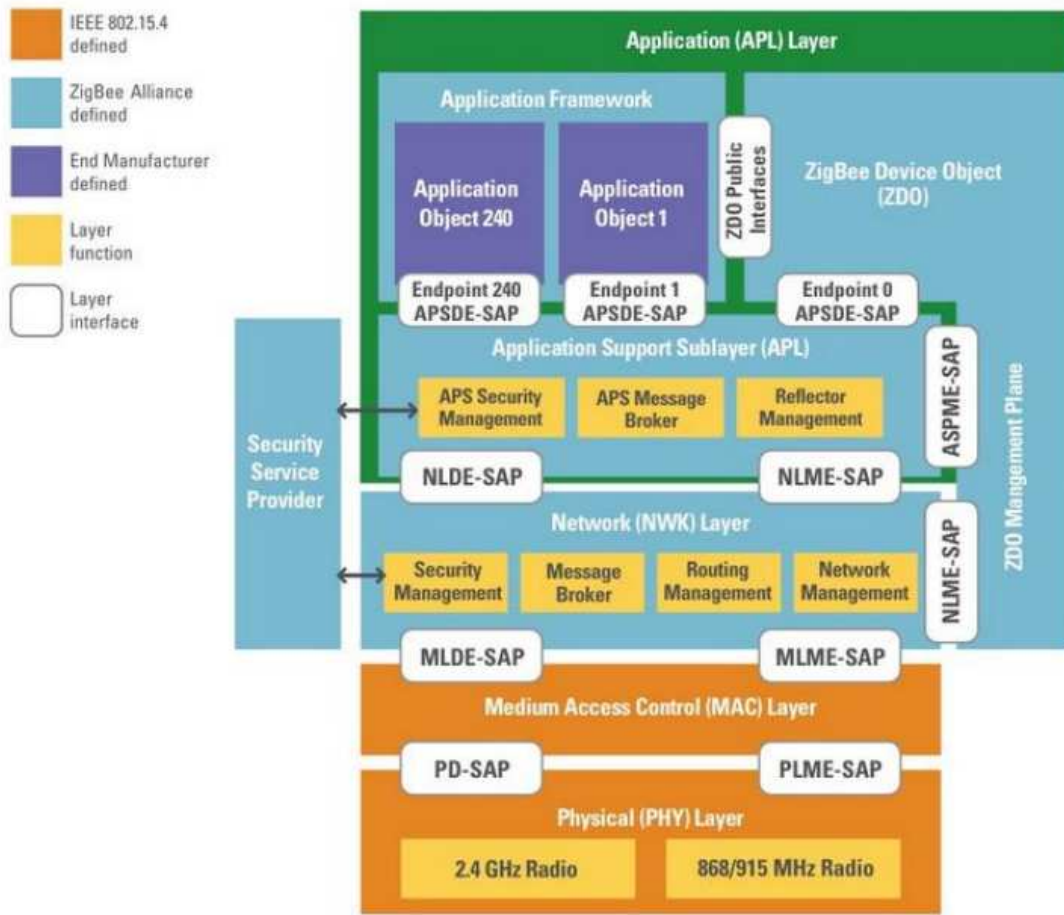 IEEE 802.15.4
defined
ZigBee Alliance
defined
End Manufacturer
defined
Layer
function
Layer
interface
Application (APL) Layer
Application Framework
Application
Object 240
Application
Object 1
ZDO Public
Interfaces
ZigBee Device Object
(ZDO)
Endpoint 240
APSDE-SAP
Endpoint 1
APSDE-SAP
Endpoint 0
APSDE-SAP
Application Support Sublayer (APL)
APS Security
Management
APS Message
Broker
Reflector
Management
ASPME-SAP
Security
Service
Provider
NLDE-SAP
NLME-SAP
Network (NWK) Layer
Security
Management
Message
Broker
Routing
Management
Network
Management
NLME-SAP
ZDO Mangement Plane
MLDE-SAP
MLME-SAP
Medium Access Control (MAC) Layer
PD-SAP
PLME-SAP
Physical (PHY) Layer
2.4 GHz Radio
868/915 MHz Radio